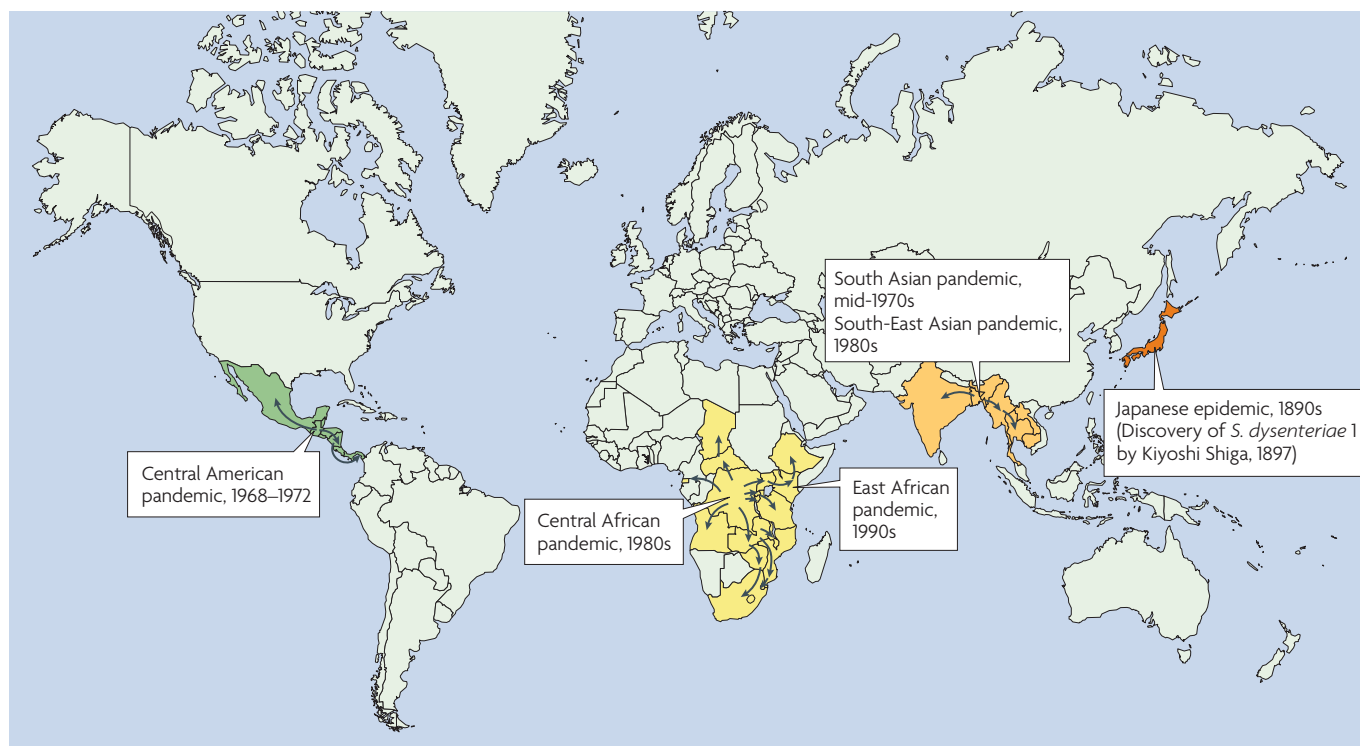 South Asian pandemic,
mid-1970s
South-East Asian pandemic,
1980s
Japanese epidemic, 1890s
(Discovery of S. dysenteriae 1
by Kiyoshi Shiga, 1897)
Central American
pandemic, 1968–1972
Central African
pandemic, 1980s
East African
pandemic,
1990s